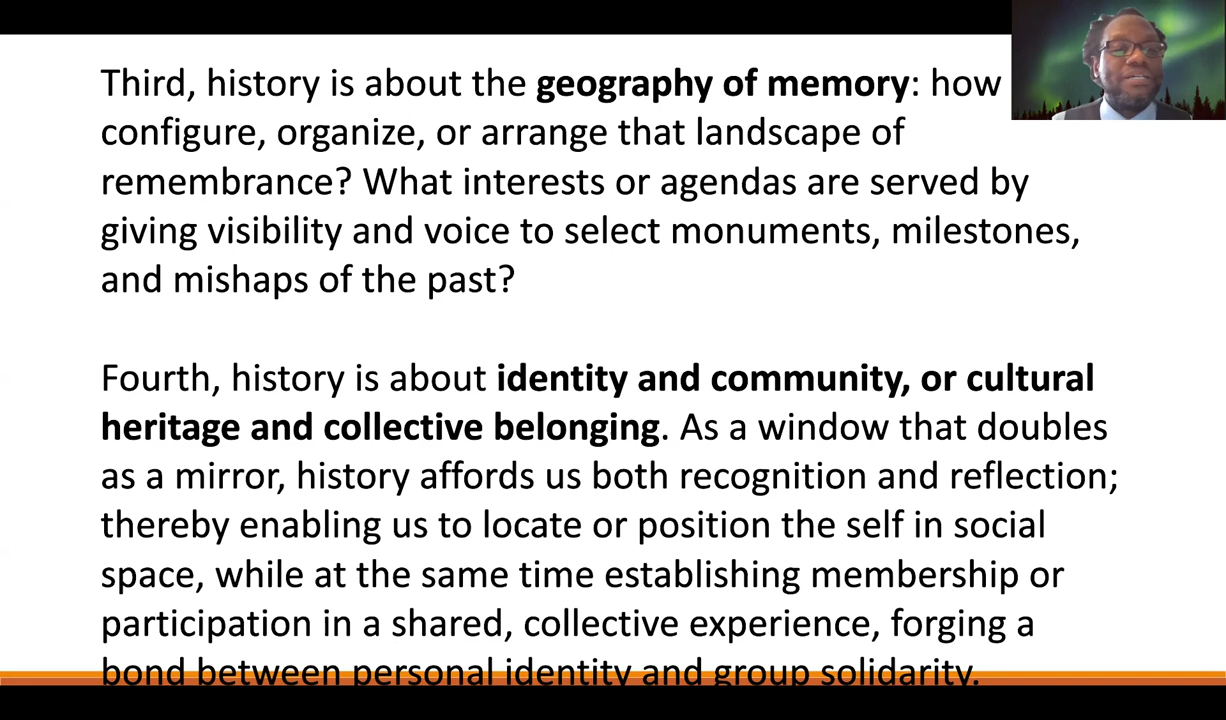 Third, history is about the geography of memory: how
configure, organize, or arrange that landscape of
remembrance? What interests or agendas are served by
giving visibility and voice to select monuments, milestones,
and mishaps of the past?
Fourth, history is about identity and community, or cultural
heritage and collective belonging. As a window that doubles
as a mirror, history affords us both recognition and reflection;
thereby enabling us to locate or position the self in social
space, while at the same time establishing membership or
participation in a shared, collective experience, forging a
bond between personal identity and group solidarity.